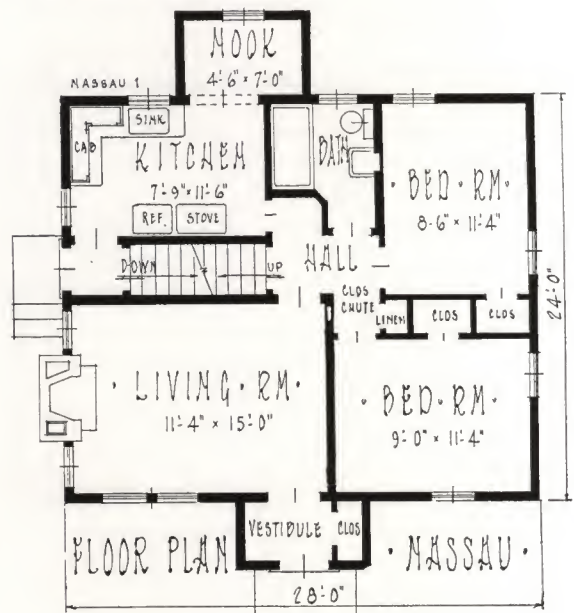 NOOK
4'-6" × 7'-0"
NASSAU 1
SINK
CAB
KITCHEN
7'-9" × 11'-6"
REF.
STOVE
BATH
· BED · RM ·
8'-6" × 11'-4"
HALL
DOWN
UP
CLOS
CHUTE
LINEN
CLOS
CLOS
24'-0"
· LIVING · RM ·
11'-4" × 15'-0"
· BED · RM ·
9'-0" × 11'-4"
VESTIBULE
CLOS
FLOOR PLAN
· NASSAU ·
28'-0"